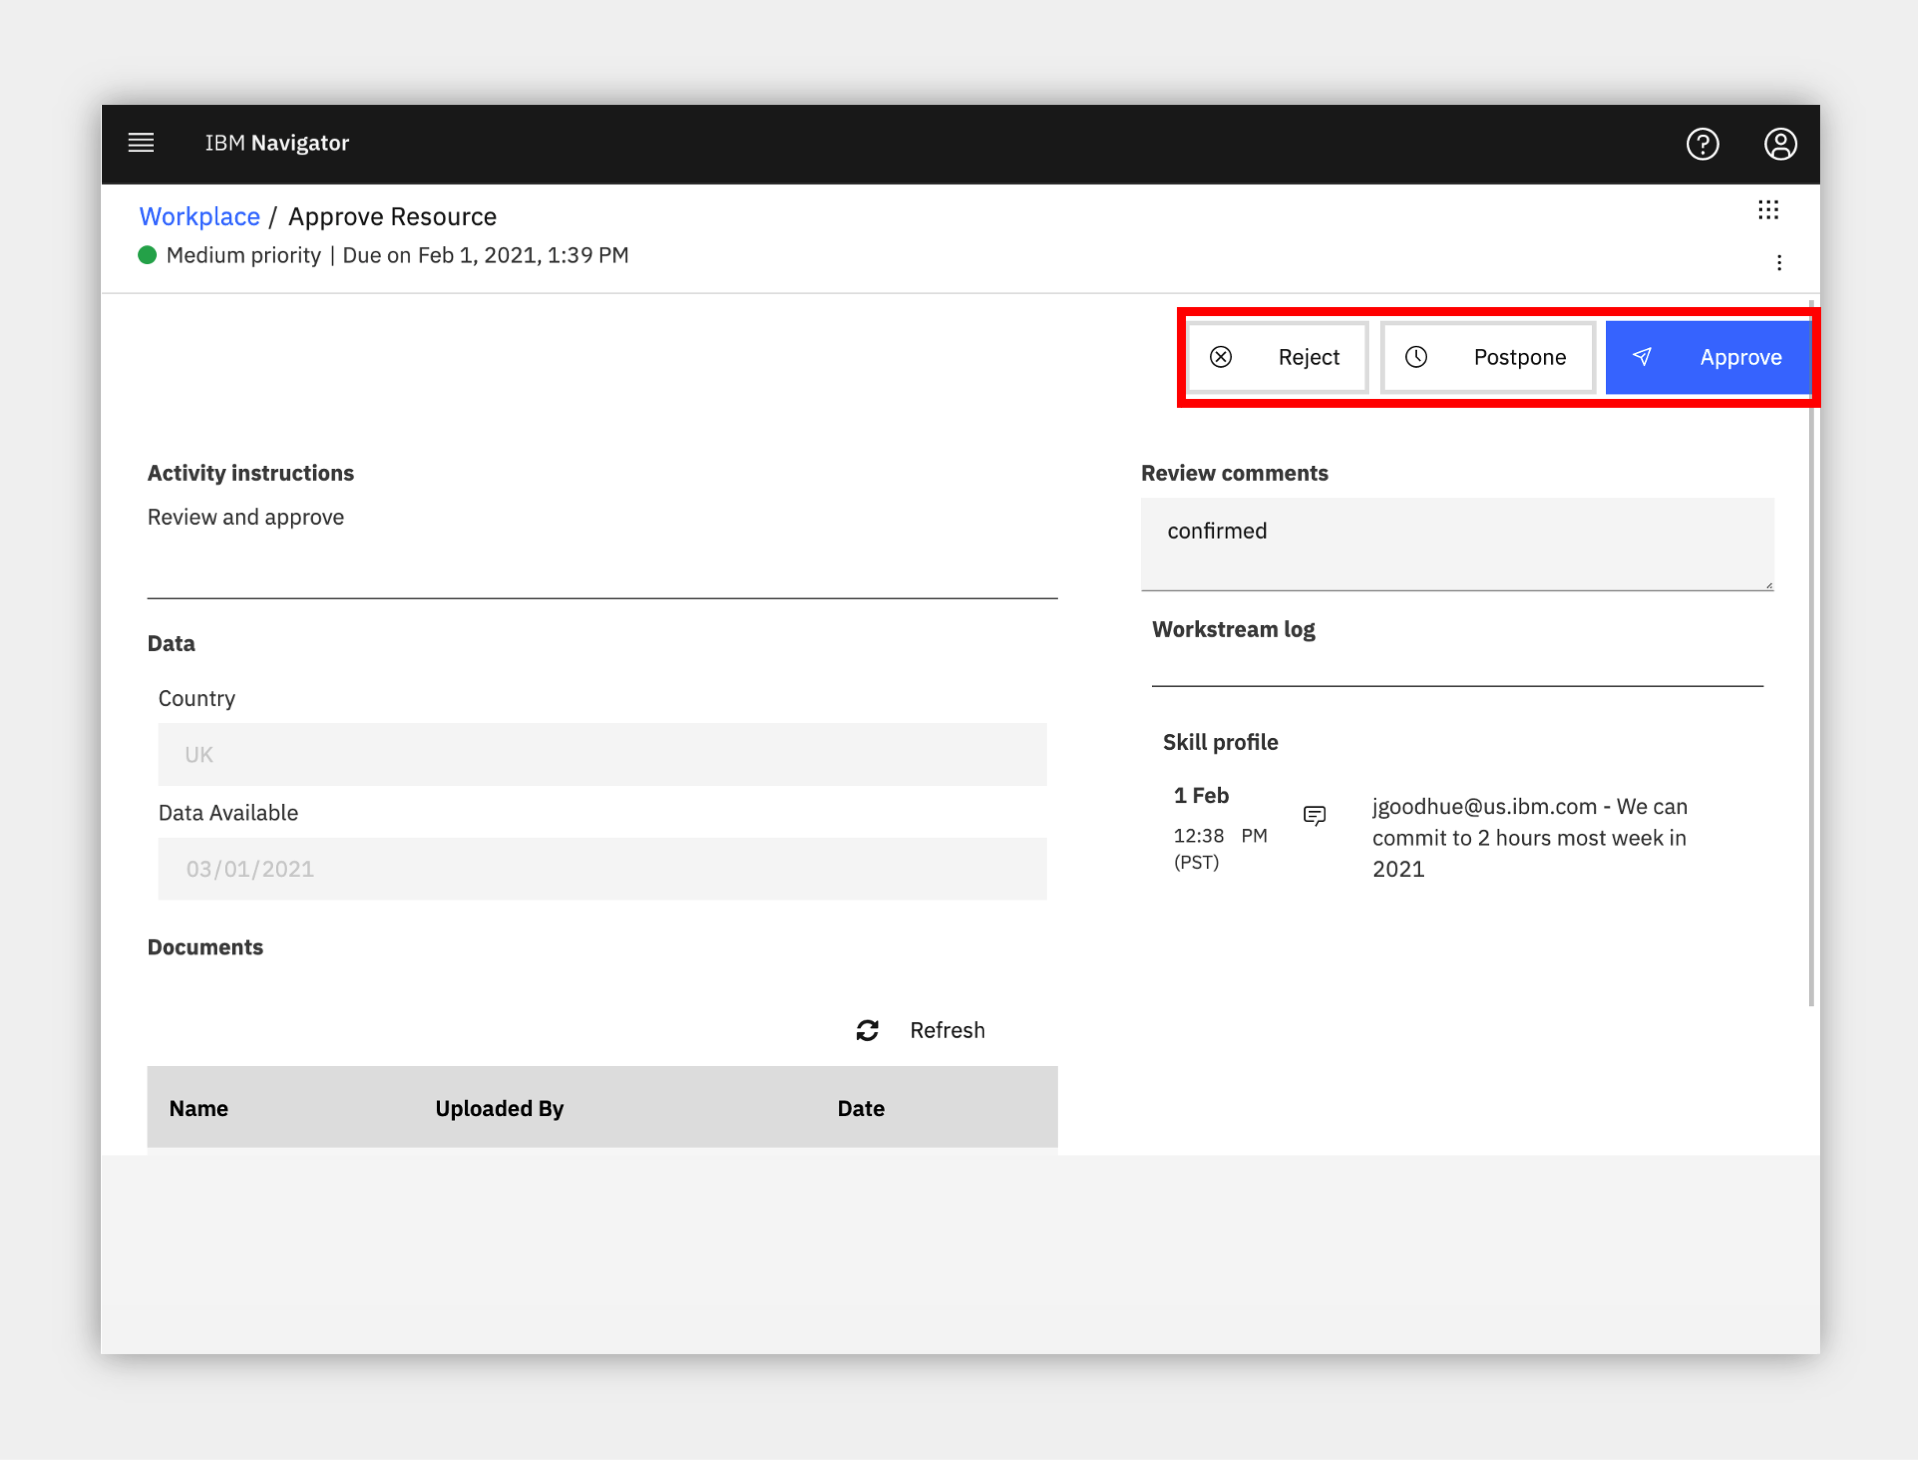 IBM Navigator
Workplace / Approve Resource
Medium priority | Due on Feb 1, 2021, 1:39 PM
Reject
Postpone
Approve
Activity instructions
Review and approve
Data
Country
UK
Data Available
03/01/2021
Documents
Refresh
Name Uploaded By Date
Review comments
confirmed
Workstream log
Skill profile
1 Feb
12:38 PM
(PST)
jgoodhue@us.ibm.com - We can
commit to 2 hours most week in
2021